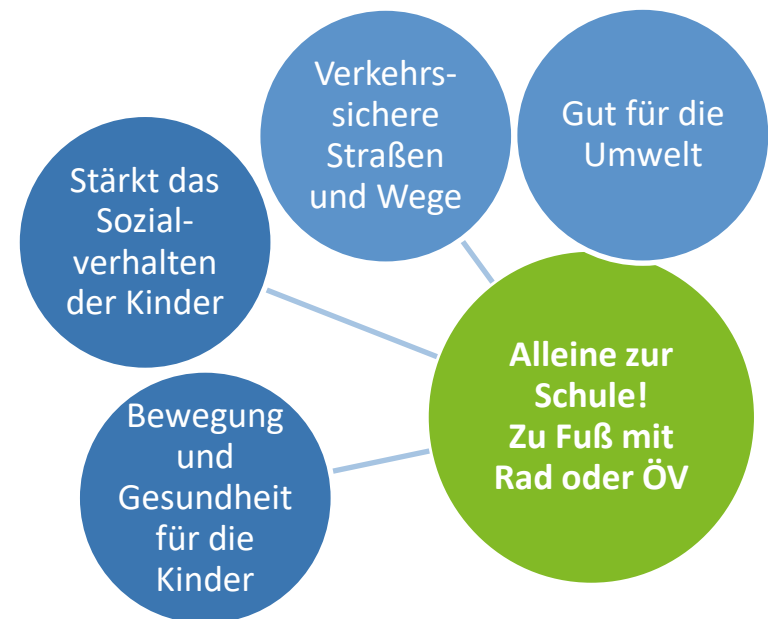 Verkehrs-
sichere
Straßen
und Wege
Gut für die
Umwelt
Stärkt das
Sozial-
verhalten
der Kinder
Alleine zur
Schule!
Zu Fuß mit
Rad oder ÖV
Bewegung
und
Gesundheit
für die
Kinder